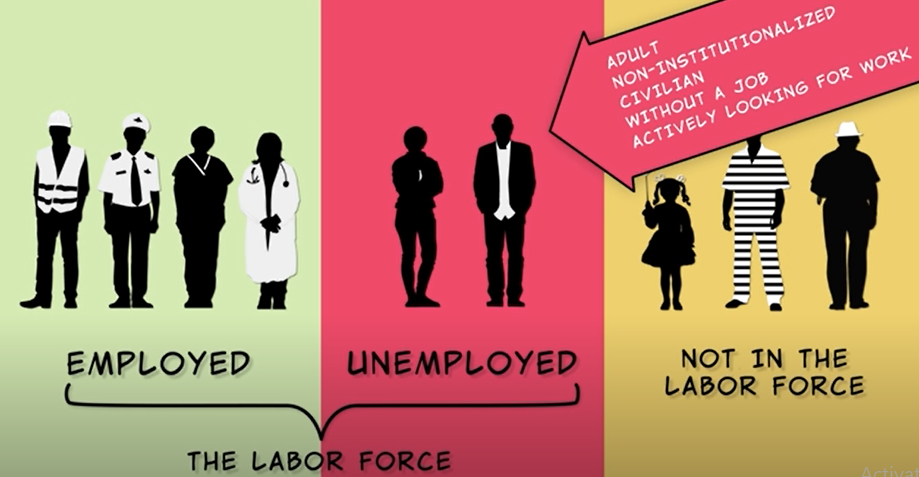 ADULT
NON-INSTITUTIONALIZED
CIVILIAN
WITHOUT A JOB
ACTIVELY LOOKING FOR WORK
EMPLOYED
UNEMPLOYED
NOT IN THE
LABOR FORCE
THE LABOR FORCE